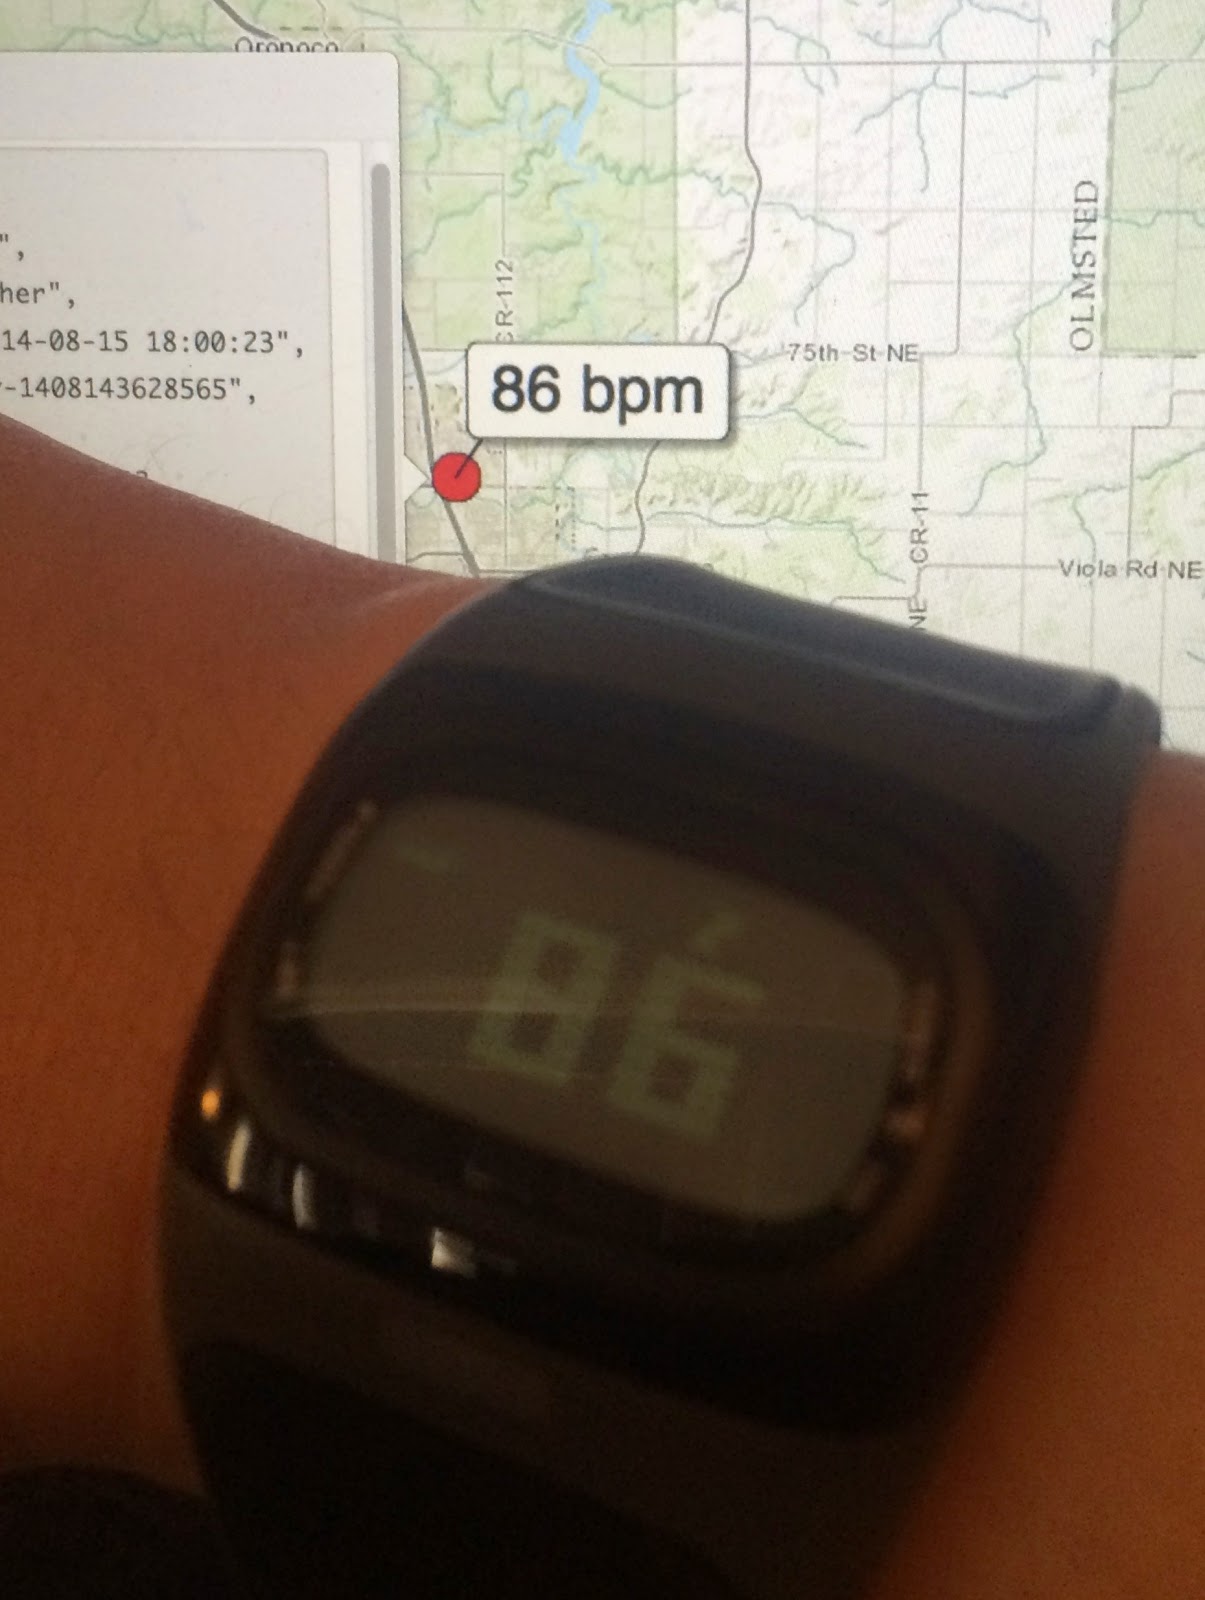 Oronoco
",
her",
14-08-15 18:00:23",
-1408143628565",
CR-112
86 bpm
75th St NE
OLMSTED
CR-11
Viola Rd NE
NE
86